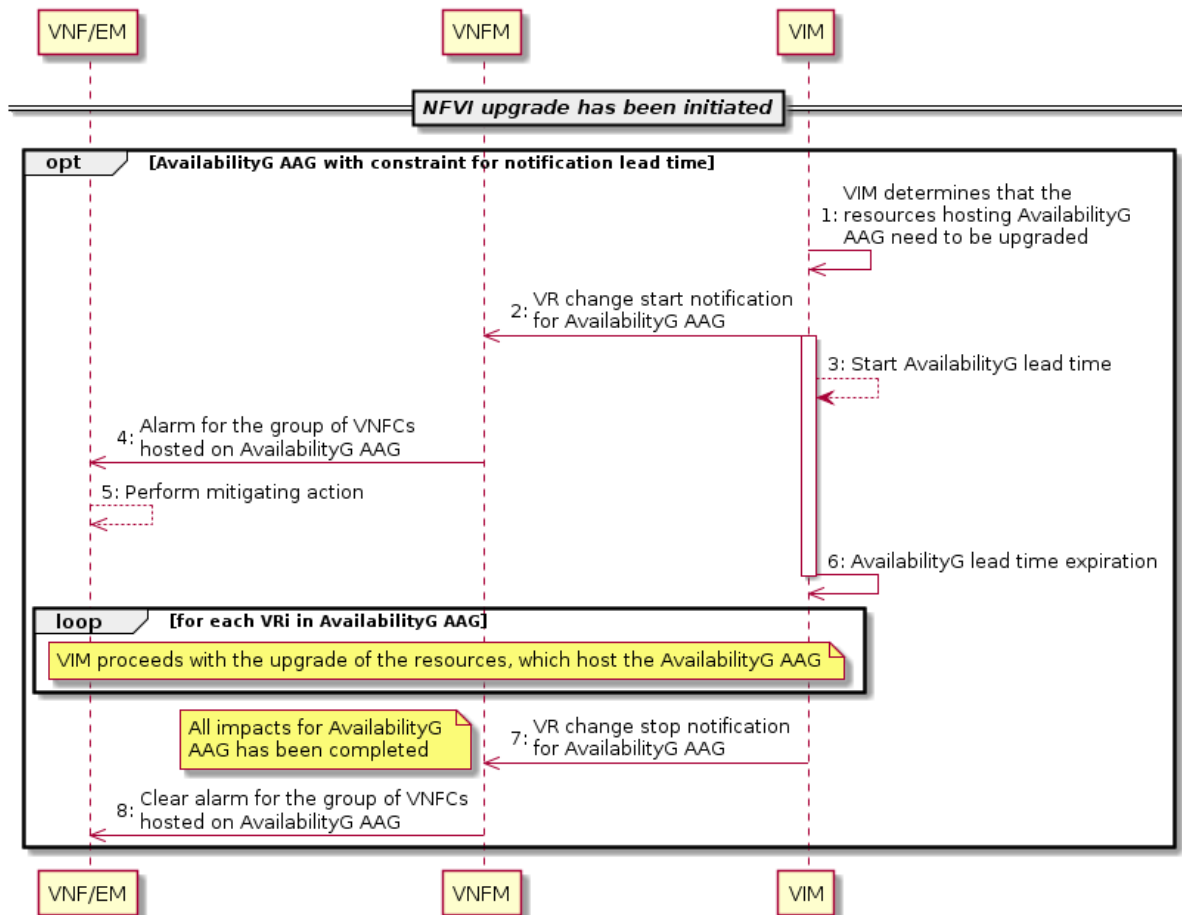 VNF/EM
VNFM
VIM
NFVI upgrade has been initiated
opt
[AvailabilityG AAG with constraint for notification lead time]
VIM determines that the
1: resources hosting AvailabilityG
AAG need to be upgraded
VR change start notification
2: for AvailabilityG AAG
3: Start AvailabilityG lead time
Alarm for the group of VNFCs
4: hosted on AvailabilityG AAG
5: Perform mitigating action
6: AvailabilityG lead time expiration
loop
[for each VRi in AvailabilityG AAG]
VIM proceeds with the upgrade of the resources, which host the AvailabilityG AAG
All impacts for AvailabilityG
AAG has been completed
VR change stop notification
7: for AvailabilityG AAG
Clear alarm for the group of VNFCs
8: hosted on AvailabilityG AAG
VNF/EM
VNFM
VIM